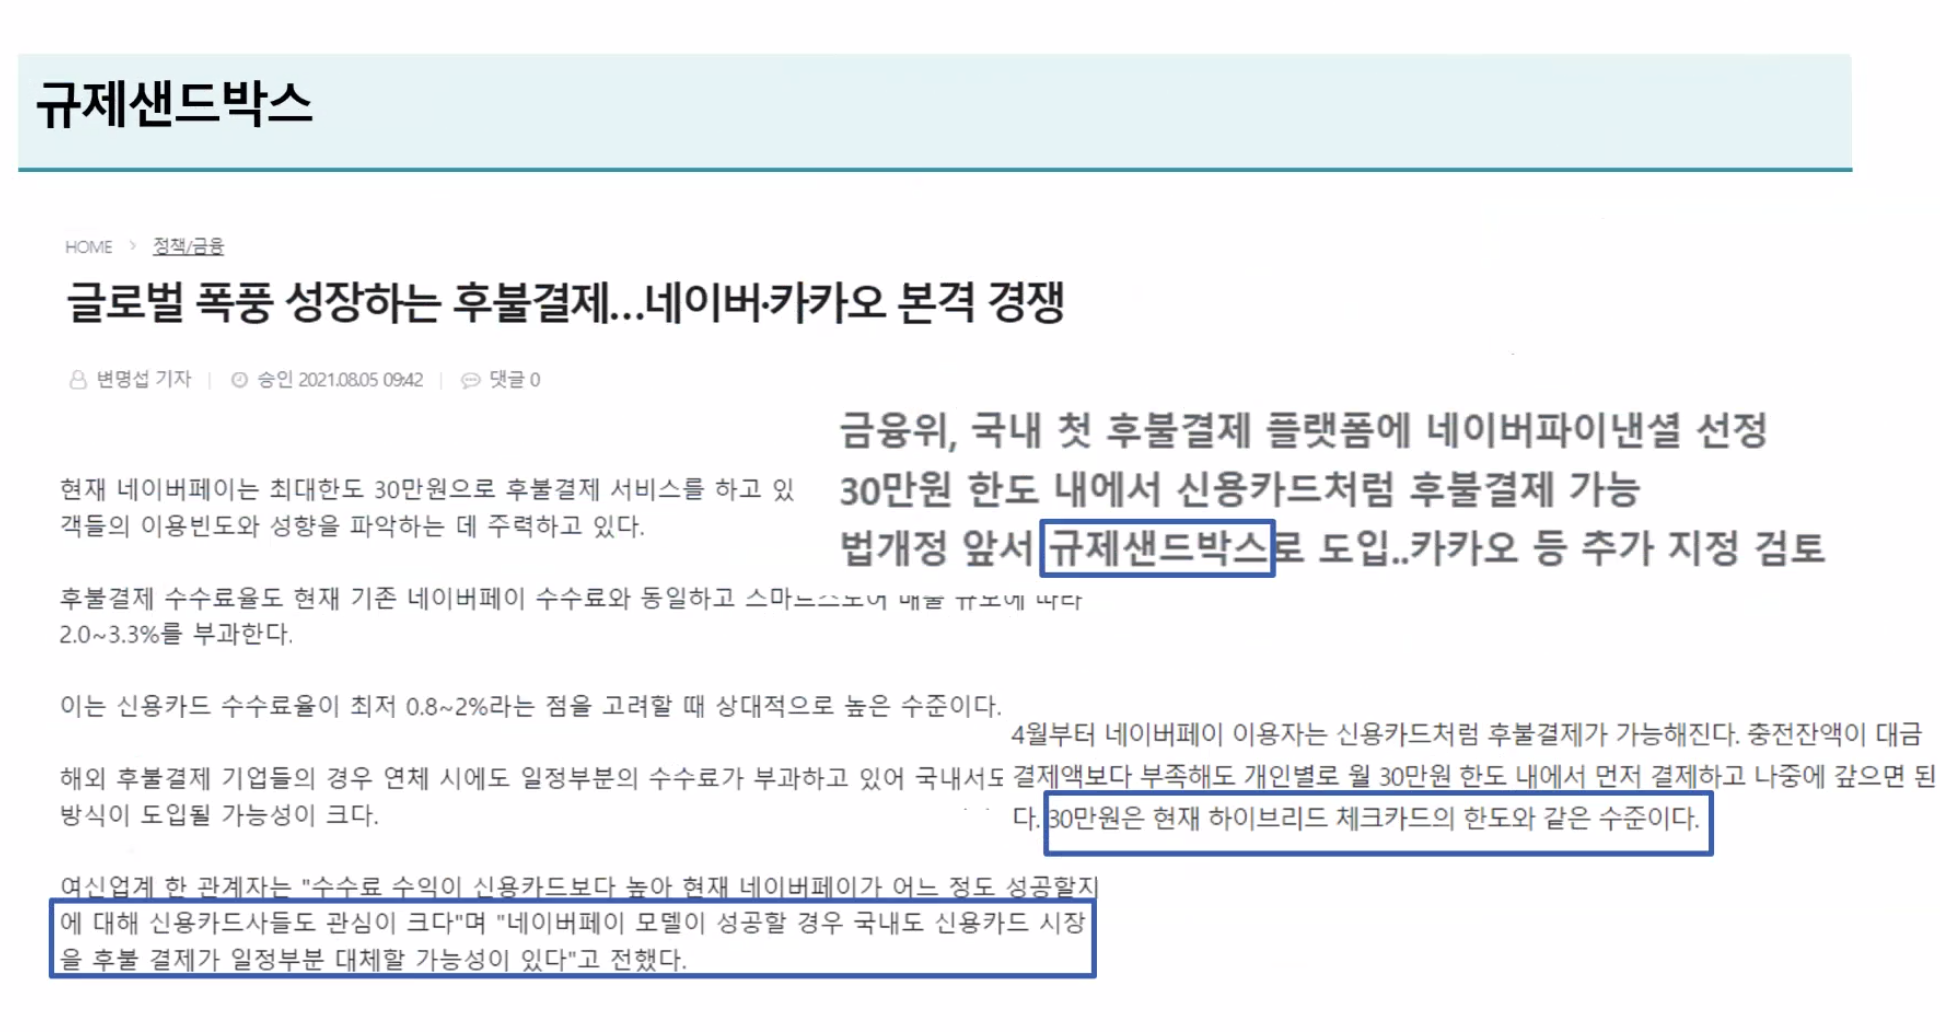 규제샌드박스
HOME > 정책/금융
글로벌 폭풍 성장하는 후불결제...네이버·카카오 본격 경쟁
변명섭 기자 | 승인 2021.08.05 09:42 | 댓글 0
금융위, 국내 첫 후불결제 플랫폼에 네이버파이낸셜 선정
30만원 한도 내에서 신용카드처럼 후불결제 가능
법개정 앞서 규제샌드박스로 도입..카카오 등 추가 지정 검토
현재 네이버페이는 최대한도 30만원으로 후불결제 서비스를 하고 있
객들의 이용빈도와 성향을 파악하는 데 주력하고 있다.
후불결제 수수료율도 현재 기존 네이버페이 수수료와 동일하고
2.0~3.3%를 부과한다.
이는 신용카드 수수료율이 최저 0.8~2%라는 점을 고려할 때 상대적으로 높은 수준이다.
해외 후불결제 기업들의 경우 연체 시에도 일정부분의 수수료가 부과하고 있어
방식이 도입될 가능성이 크다.
여신업계 한 관계자는 "수수료 수익이 신용카드보다 높아 현재 네이버페이가 어느 정도 성공할지
에 대해 신용카드사들도 관심이 크다"며 "네이버페이 모델이 성공할 경우 국내도 신용카드 시장
을 후불 결제가 일정부분 대체할 가능성이 있다"고 전했다.
4월부터 네이버페이 이용자는 신용카드처럼 후불결제가 가능해진다. 충전잔액이 대금
결제액보다 부족해도 개인별로 월 30만원 한도 내에서 먼저 결제하고 나중에 갚으면 된
다. 30만원은 현재 하이브리드 체크카드의 한도와 같은 수준이다.